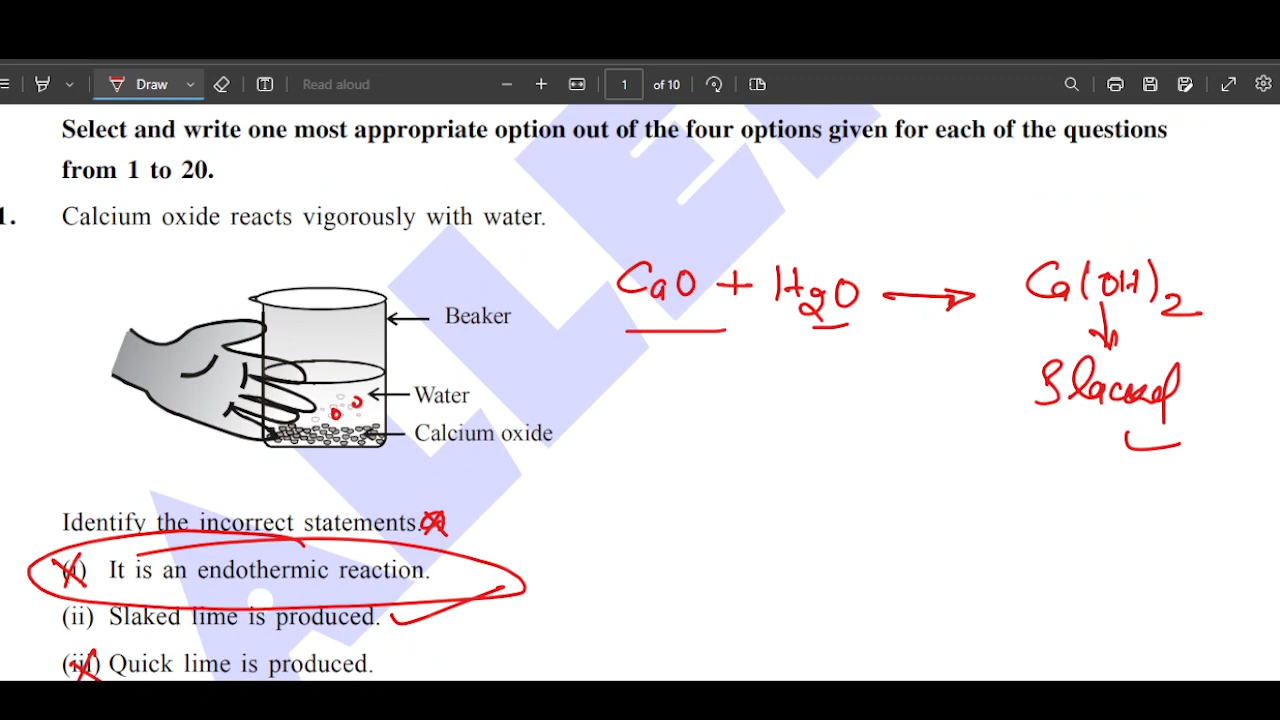 Draw
Read aloud
1 of 10
Select and write one most appropriate option out of the four options given for each of the questions
from 1 to 20.
1. Calcium oxide reacts vigorously with water.
CaO + H2O → Ca(OH)2
Beaker
Water
Calcium oxide
Identify the incorrect statements.
(i) It is an endothermic reaction.
(ii) Slaked lime is produced.
(iii) Quick lime is produced.